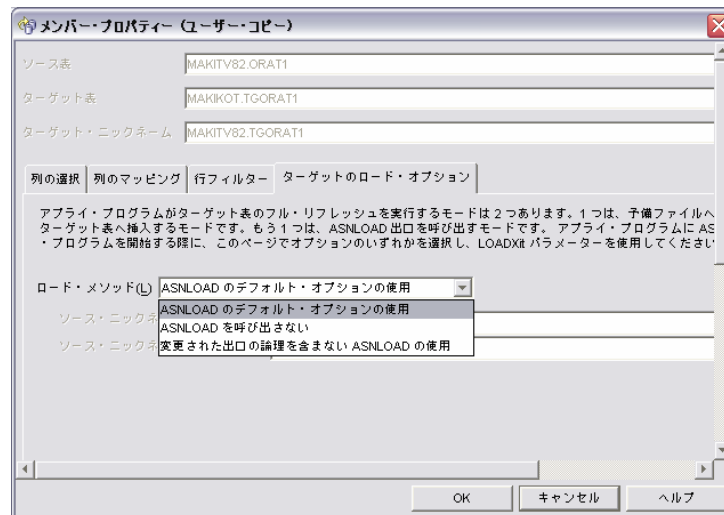 メンバー・プロパティー (ユーザー・コピー)
ソース表 MAKITV82.ORAT1
ターゲット表 MAKIKOT.TGORAT1
ターゲット・ニックネーム MAKITV82.TGORAT1
列の選択 列のマッピング 行フィルター ターゲットのロード・オプション
アプライ・プログラムがターゲット表のフル・リフレッシュを実行するモードは2つあります。1つは、予備ファイルへ
ターゲット表へ挿入するモードです。もう1つは、ASNLOAD 出口を呼び出すモードです。 アプライ・プログラムに AS
・プログラムを開始する際に、このページでオプションのいずれかを選択し、LOADXit パラメーターを使用してください
ロード・メソッド(L) ASNLOAD のデフォルト・オプションの使用
ASNLOAD のデフォルト・オプションの使用
ソース・ニックネ
ASNLOAD を呼び出さない
ソース・ニックネ
変更された出口の論理を含まない ASNLOAD の使用
OK キャンセル ヘルプ